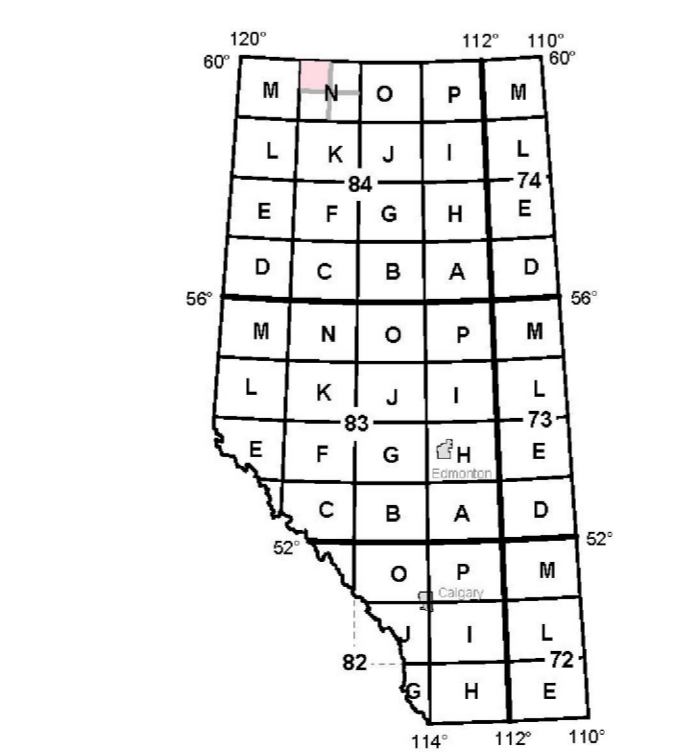 120° 112° 110°
60° 60°
M N O P M
L K J I L
84 74
E F G H E
D C B A D
56° 56°
M N O P M
L K J I L
83 73
E F G H E
Edmonton
C B A D
52° 52°
O P M
Calgary
J I L
82 72
G H E
114° 112° 110°